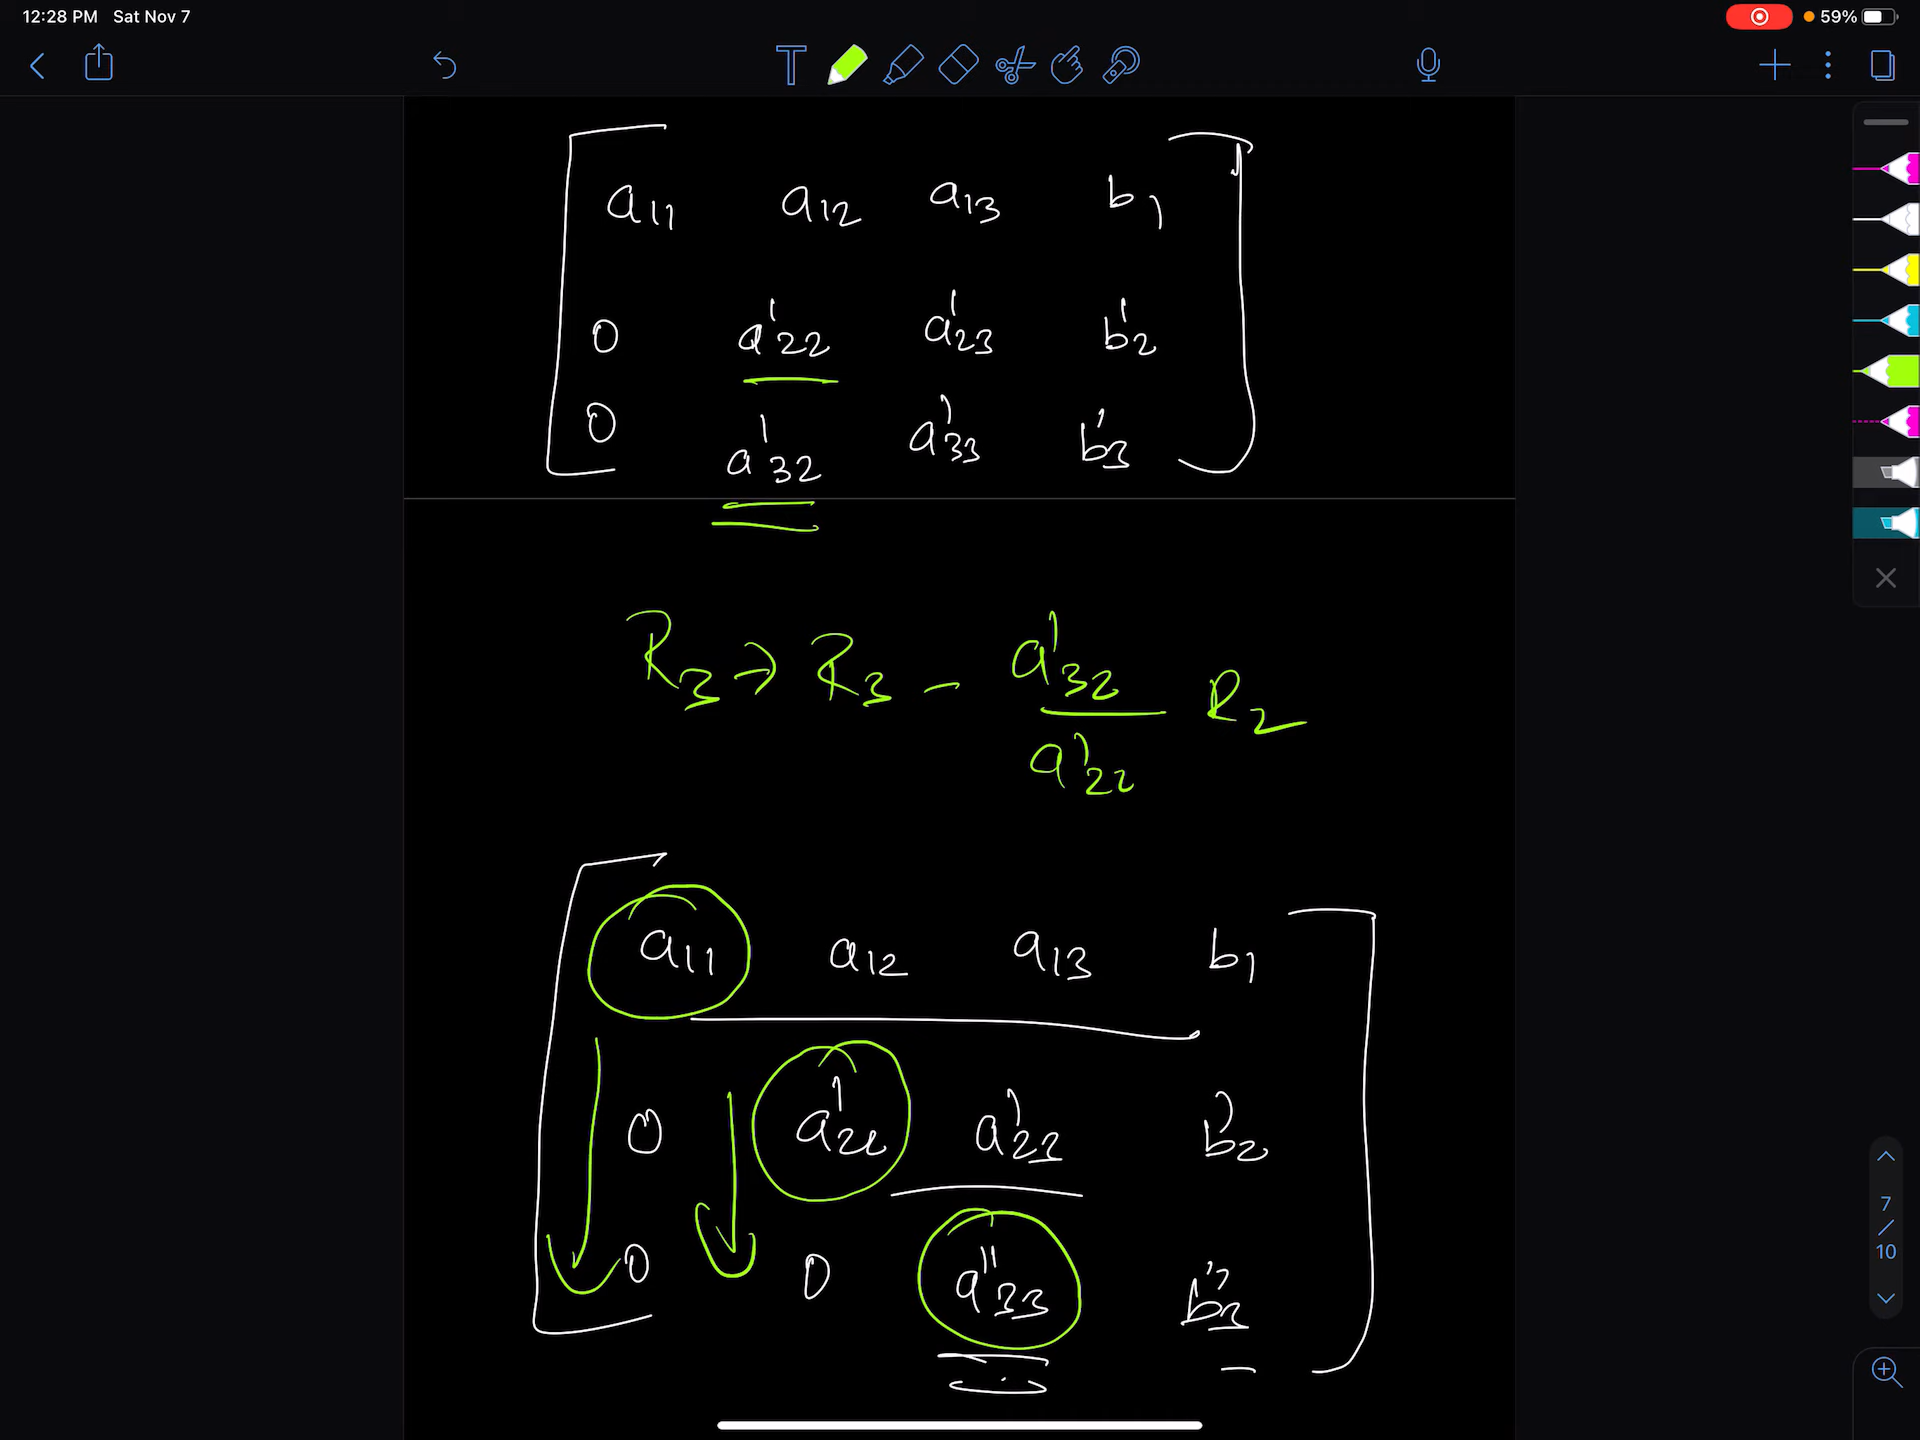 12:28 PM Sat Nov 7 59%
a11 a12 a13 b1
0 a'22 a'23 b'2
0 a'32 a'33 b'3
R3 → R3 - a'32 / a'22 R2
a11 a12 a13 b1
0 a'22 a'23 b'2
0 0 a''33 b''3
7
/
10